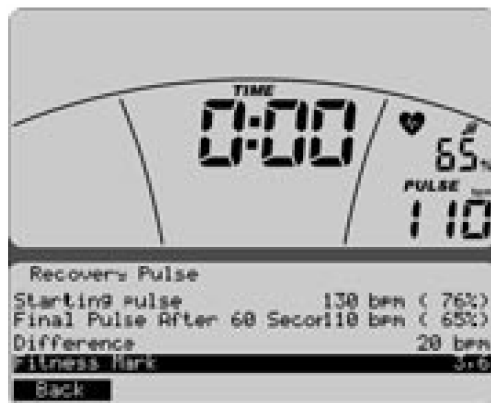 TIME
0:00
65%
PULSE
110
Recovery Pulse
Starting pulse 130 bpm ( 76%)
Final Pulse After 60 Secor110 bpm ( 65%)
Difference 20 bpm
Fitness Mark 3.6
Back